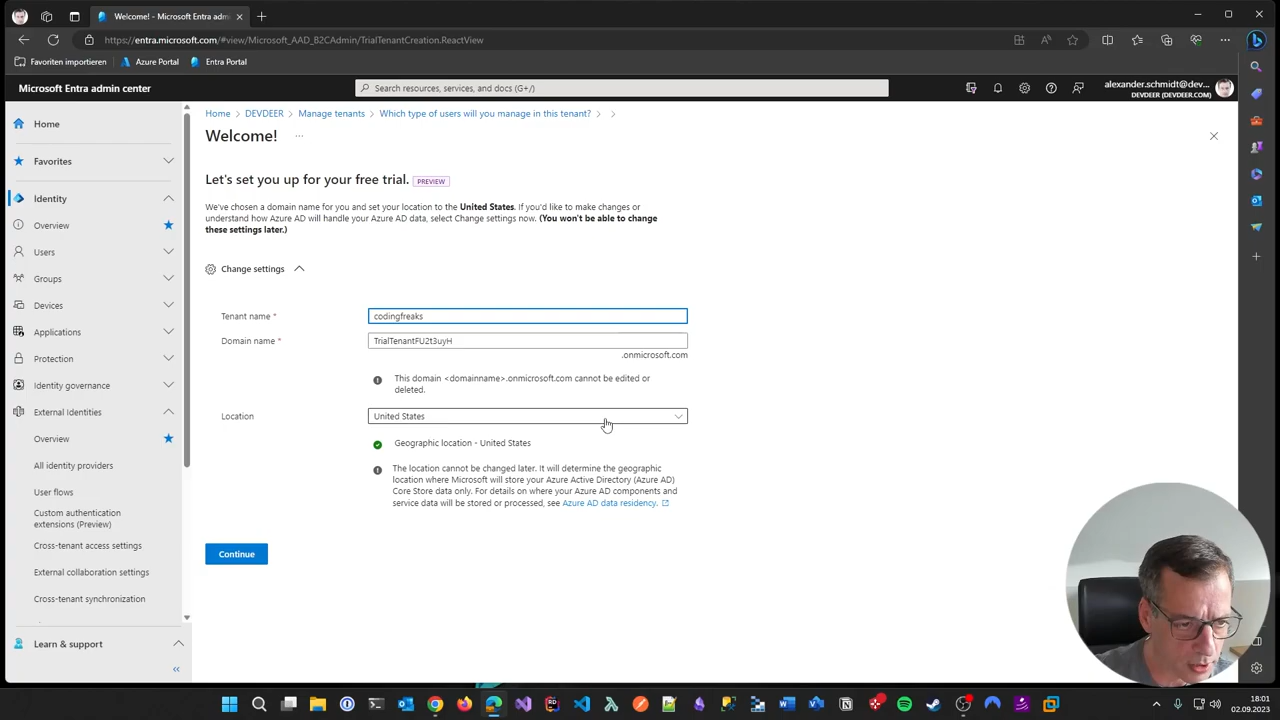 Welcome! - Microsoft Entra admin
https://entra.microsoft.com/#view/Microsoft_AAD_B2CAdmin/TrialTenantCreation.ReactView
Favoriten importieren
Azure Portal
Entra Portal
Microsoft Entra admin center
Search resources, services, and docs (G+/)
alexander.schmidt@dev...
DEVDEER (DEVDEER.COM)
Home > DEVDEER > Manage tenants > Which type of users will you manage in this tenant? > >
Welcome! ...
Let's set you up for your free trial. PREVIEW
We've chosen a domain name for you and set your location to the United States. If you'd like to make changes or
understand how Azure AD will handle your Azure AD data, select Change settings now. (You won't be able to change
these settings later.)
Change settings
Tenant name *
codingfreaks
Domain name *
TrialTenantFU2t3uyH
.onmicrosoft.com
This domain <domainname>.onmicrosoft.com cannot be edited or
deleted.
Location
United States
Geographic location - United States
The location cannot be changed later. It will determine the geographic
location where Microsoft will store your Azure Active Directory (Azure AD)
Core Store data only. For details on where your Azure AD components and
service data will be stored or processed, see Azure AD data residency.
Continue
Home
Favorites
Identity
Overview
Users
Groups
Devices
Applications
Protection
Identity governance
External Identities
Overview
All identity providers
User flows
Custom authentication
extensions (Preview)
Cross-tenant access settings
External collaboration settings
Cross-tenant synchronization
Learn & support
18:01
02.09.2023